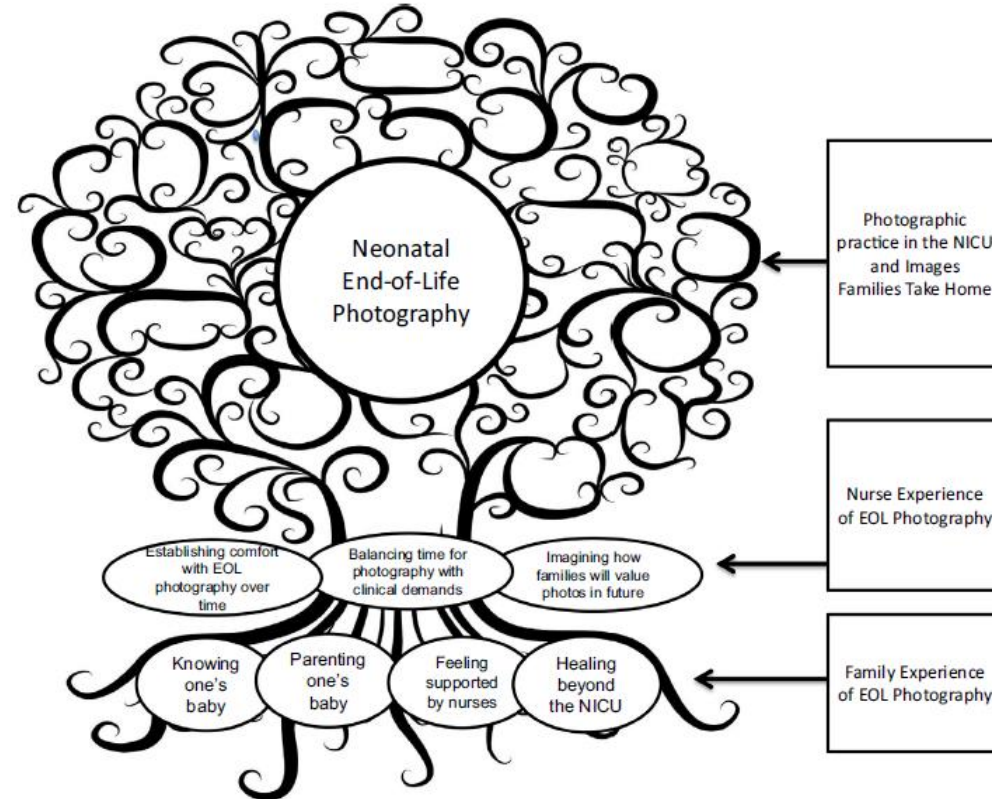 Neonatal
End-of-Life
Photography
Photographic
practice in the NICU
and Images
Families Take Home
Nurse Experience
of EOL Photography
Establishing comfort
with EOL
photography over
time
Balancing time for
photography with
clinical demands
Imagining how
families will value
photos in future
Knowing
one's
baby
Parenting
one's
baby
Feeling
supported
by nurses
Healing
beyond
the NICU
Family Experience
of EOL Photography